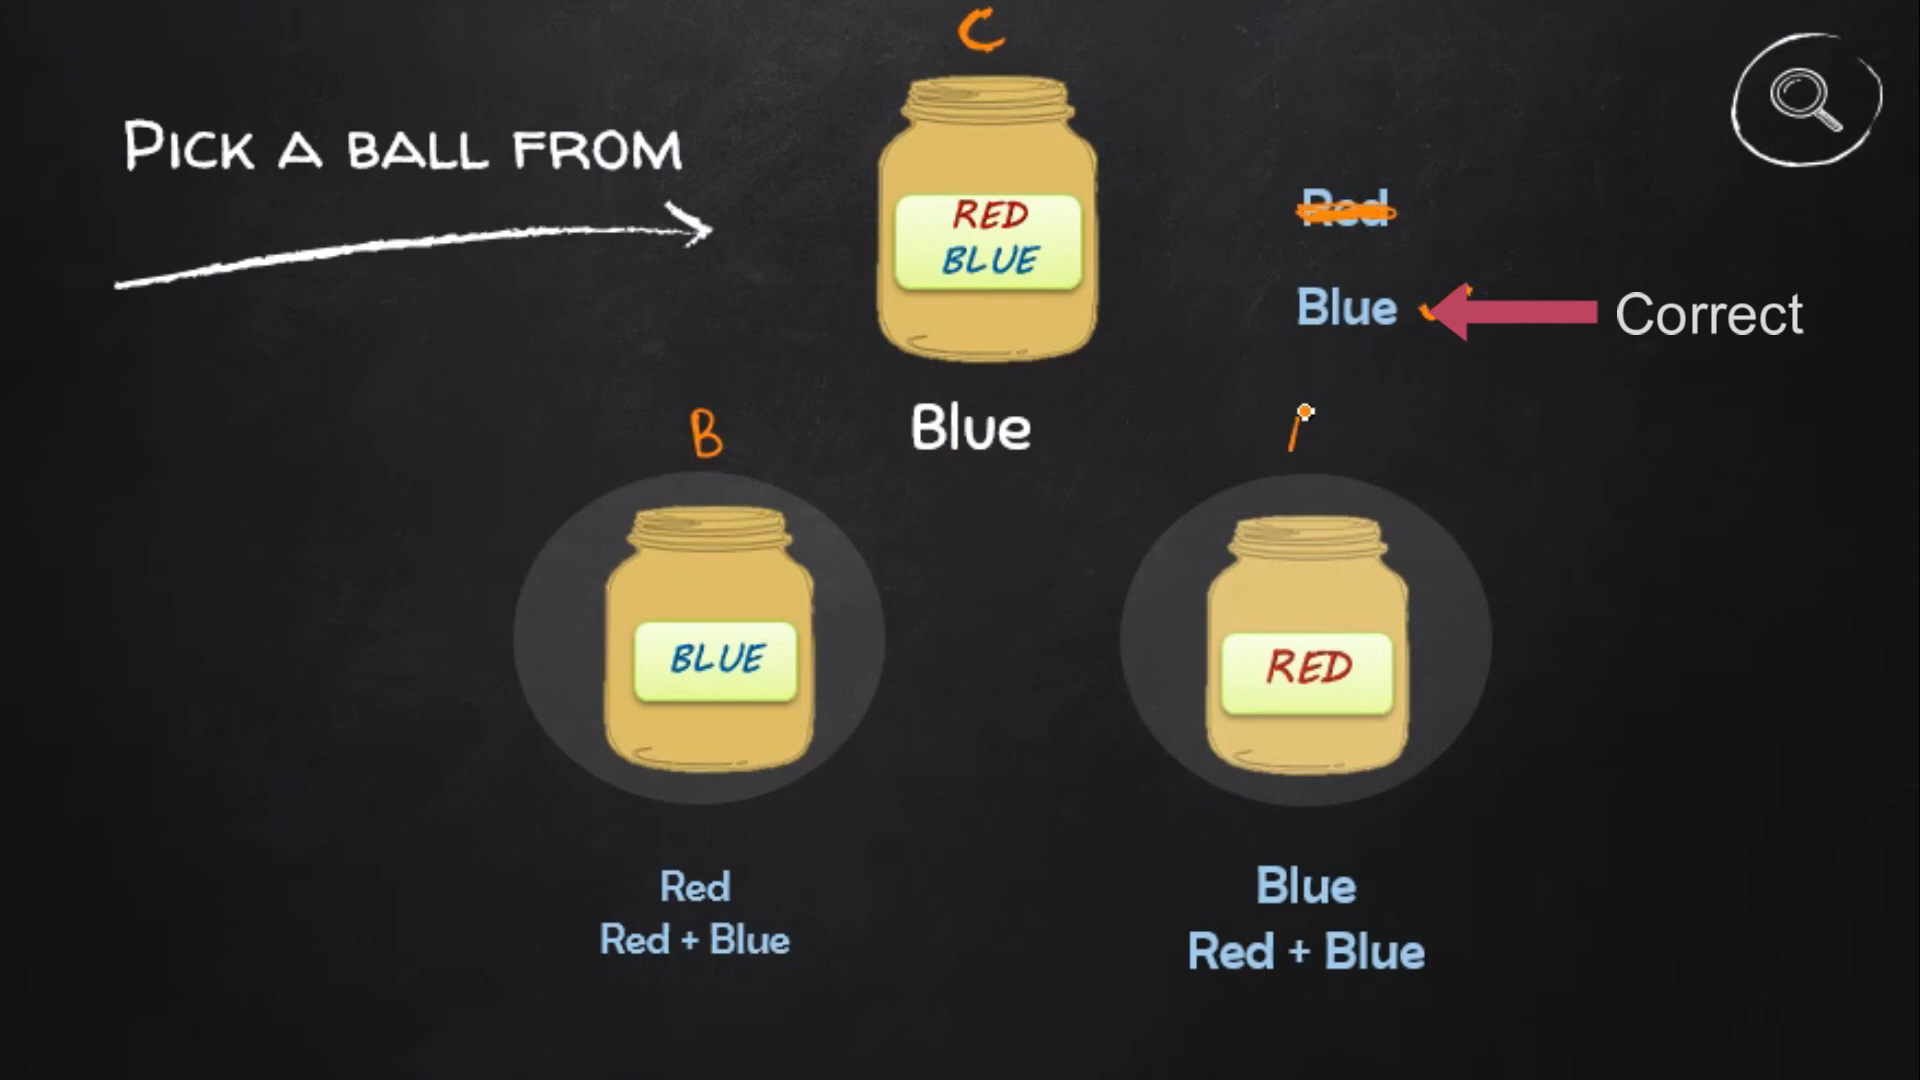 C
PICK A BALL FROM
RED
BLUE
Red
Blue
Correct
Blue
B
BLUE
RED
Red
Red + Blue
Blue
Red + Blue